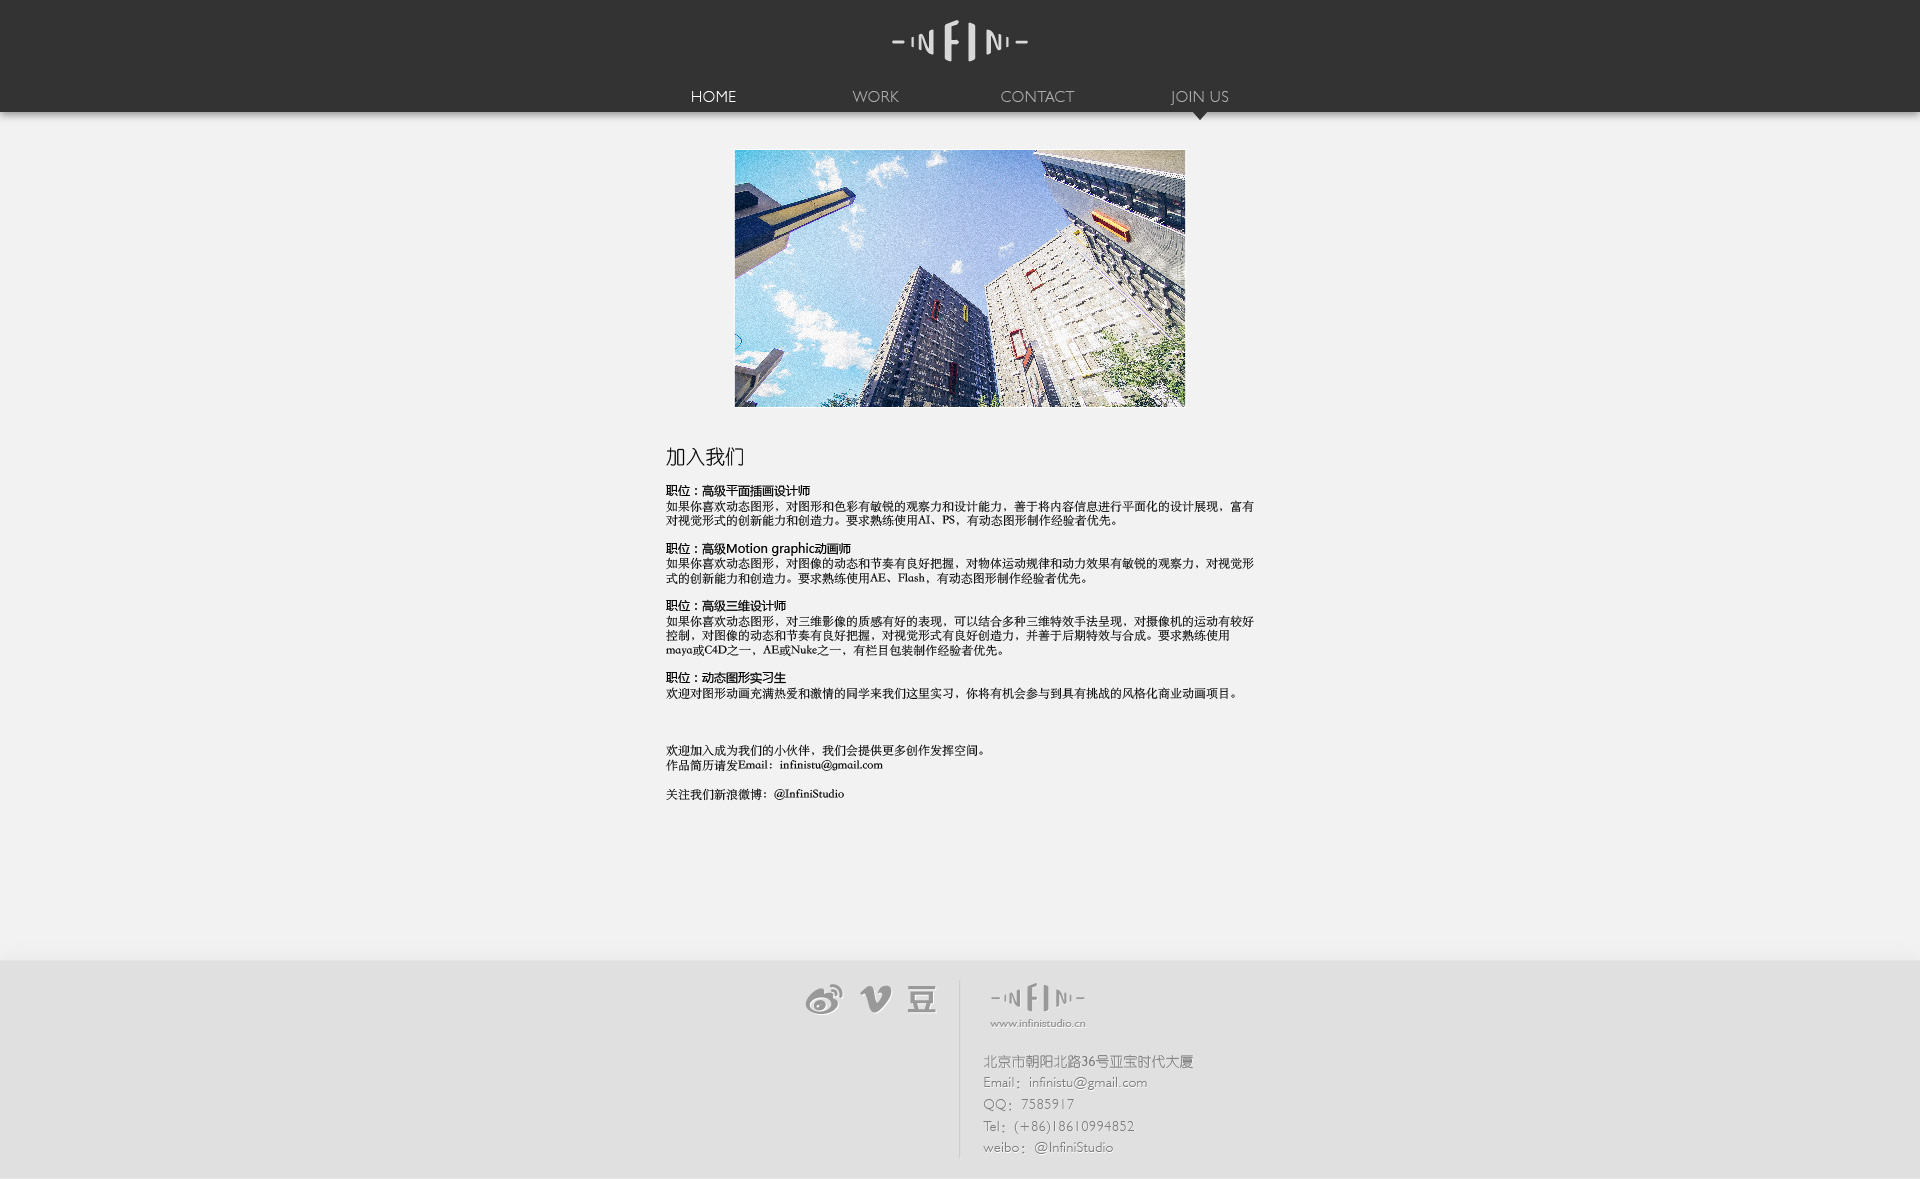 INFINI
HOME
WORK
CONTACT
JOIN US
加入我们
职位：高级平面插画设计师
如果你喜欢动态图形，对图形和色彩有敏锐的观察力和设计能力，善于将内容信息进行平面化的设计展现，富有
对视觉形式的创新能力和创造力。要求熟练使用AI、PS，有动态图形制作经验者优先。
职位：高级Motion graphic动画师
如果你喜欢动态图形，对图像的动态和节奏有良好把握，对物体运动规律和动力效果有敏锐的观察力，对视觉形
式的创新能力和创造力。要求熟练使用AE、Flash，有动态图形制作经验者优先。
职位：高级三维设计师
如果你喜欢动态图形，对三维影像的质感有好的表现，可以结合多种三维特效手法呈现，对摄像机的运动有较好
控制，对图像的动态和节奏有良好把握，对视觉形式有良好创造力，并善于后期特效与合成。要求熟练使用
maya或C4D之一，AE或Nuke之一，有栏目包装制作经验者优先。
职位：动态图形实习生
欢迎对图形动画充满热爱和激情的同学来我们这里实习，你将有机会参与到具有挑战的风格化商业动画项目。
欢迎加入成为我们的小伙伴，我们会提供更多创作发挥空间。
作品简历请发Email：infinistu@gmail.com
关注我们新浪微博：@InfiniStudio
豆
INFINI
www.infinistudio.cn
北京市朝阳北路36号亚宝时代大厦
Email：infinistu@gmail.com
QQ：7585917
Tel：(+86)18610994852
weibo：@InfiniStudio